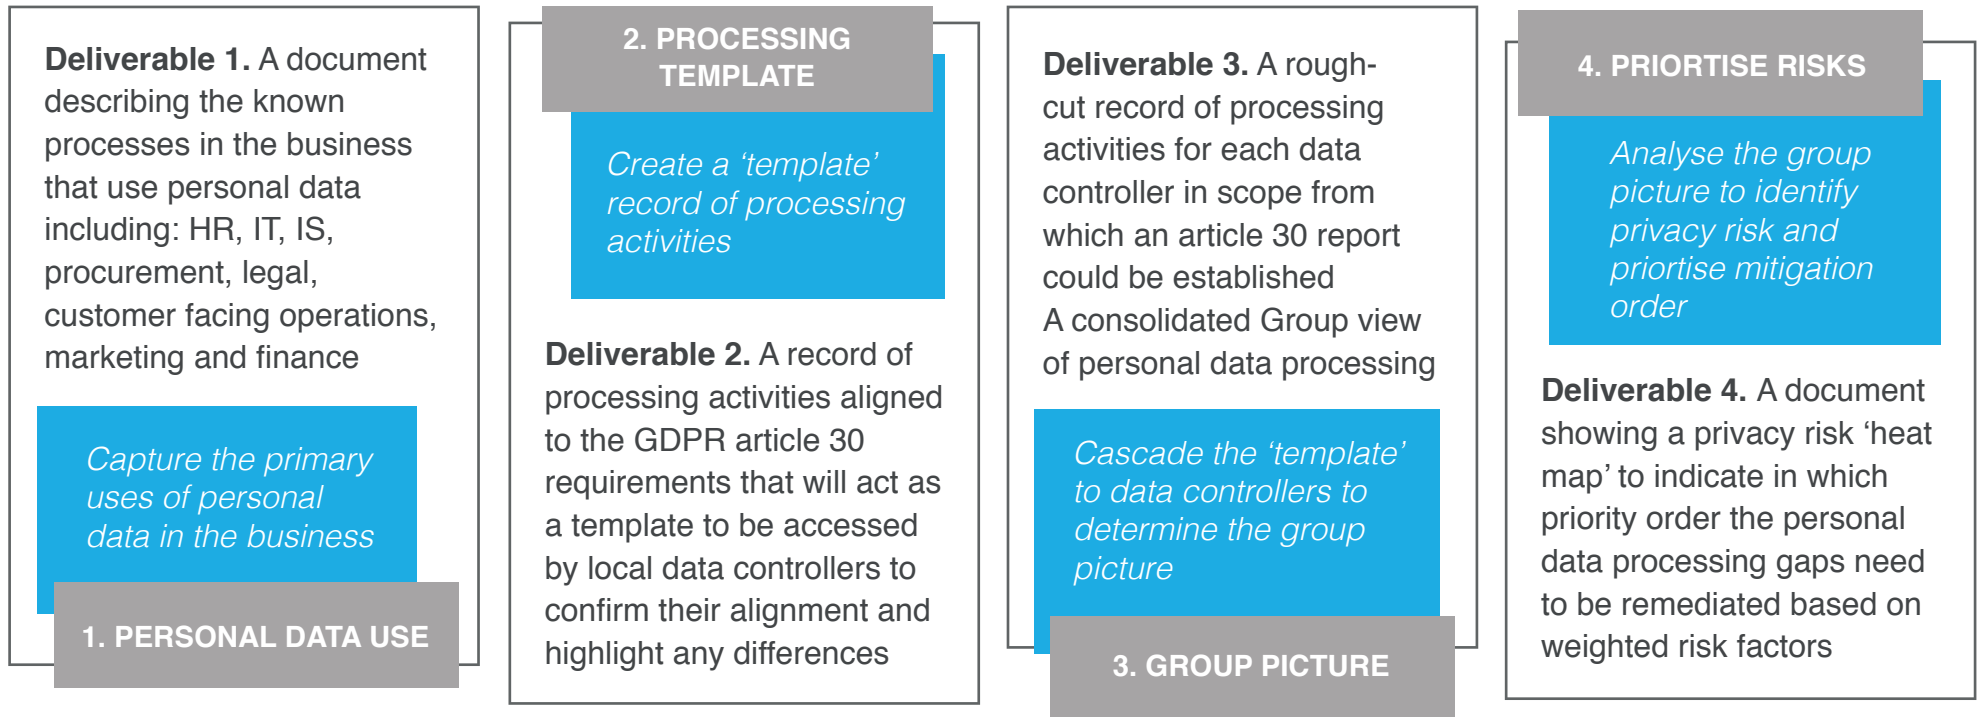 Deliverable 1. A document
describing the known
processes in the business
that use personal data
including: HR, IT, IS,
procurement, legal,
customer facing operations,
marketing and finance
Capture the primary
uses of personal
data in the business
1. PERSONAL DATA USE
2. PROCESSING
TEMPLATE
Create a ‘template’
record of processing
activities
Deliverable 2. A record of
processing activities aligned
to the GDPR article 30
requirements that will act as
a template to be accessed
by local data controllers to
confirm their alignment and
highlight any differences
Deliverable 3. A rough-
cut record of processing
activities for each data
controller in scope from
which an article 30 report
could be established
A consolidated Group view
of personal data processing
Cascade the ‘template’
to data controllers to
determine the group
picture
3. GROUP PICTURE
4. PRIORTISE RISKS
Analyse the group
picture to identify
privacy risk and
priortise mitigation
order
Deliverable 4. A document
showing a privacy risk ‘heat
map’ to indicate in which
priority order the personal
data processing gaps need
to be remediated based on
weighted risk factors